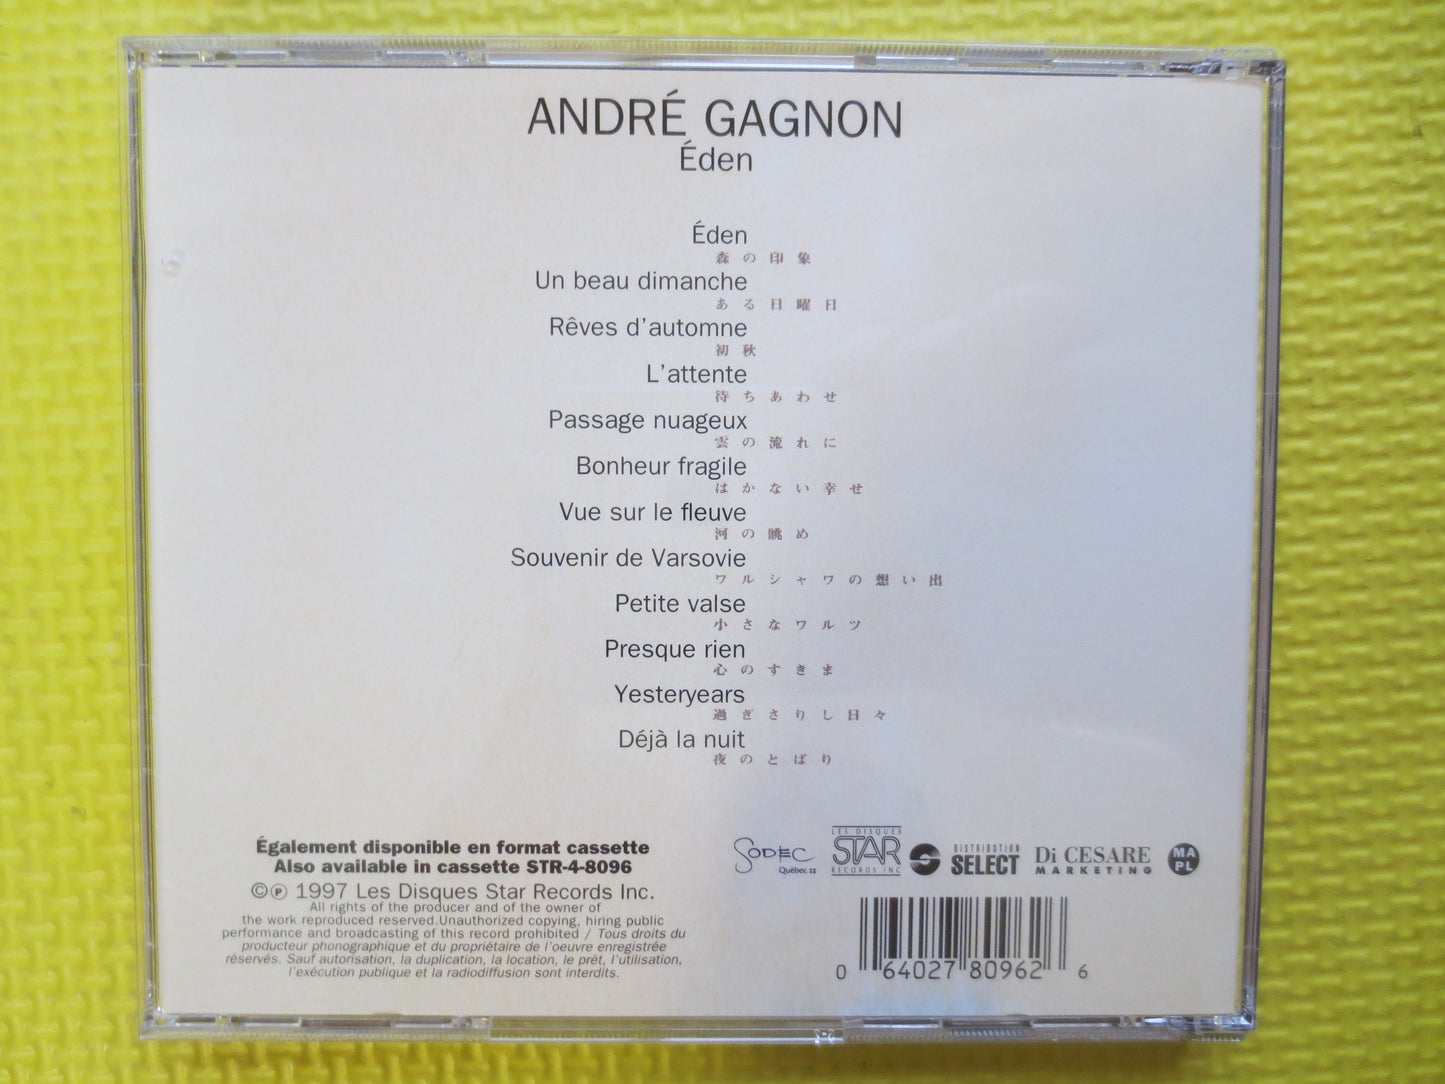 ANDRÉ GAGNON
Éden
Éden
森の印象
Un beau dimanche
ある日曜日
Rêves d'automne
初秋
L'attente
待ちあわせ
Passage nuageux
雲の流れに
Bonheur fragile
はかない幸せ
Vue sur le fleuve
河の眺め
Souvenir de Varsovie
ワルシャワの想い出
Petite valse
小さなワルツ
Presque rien
心のすきま
Yesteryears
過ぎさりし日々
Déjà la nuit
夜のとばり
Également disponible en format cassette
Also available in cassette STR-4-8096
©℗ 1997 Les Disques Star Records Inc.
All rights of the producer and of the owner of
the work reproduced reserved.Unauthorized copying, hiring public
performance and broadcasting of this record prohibited / Tous droits du
producteur phonographique et du propriétaire de l'oeuvre enregistrée
réservés. Sauf autorisation, la duplication, la location, le prêt, l'utilisation,
l'exécution publique et la radiodiffusion sont interdits.
SODEC
Québec
LES DISQUES
STAR
RECORDS INC
DISTRIBUTION
SELECT
Di CESARE
MARKETING
MA
PL
0 64027 80962 6